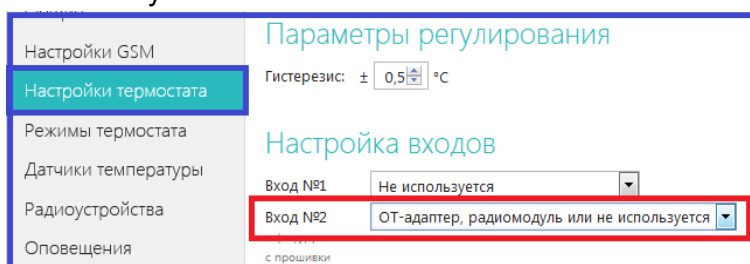 Настройки GSM
Настройки термостата
Режимы термостата
Датчики температуры
Радиоустройства
Оповещения
Параметры регулирования
Гистерезис: ± 0,5 °C
Настройка входов
Вход №1 Не используется
Вход №2 ОТ-адаптер, радиомодуль или не используется
с прошивки